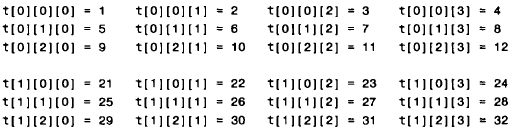 t[0][0][0] = 1 t[0][0][1] = 2 t[0][0][2] = 3 t[0][0][3] = 4
t[0][1][0] = 5 t[0][1][1] = 6 t[0][1][2] = 7 t[0][1][3] = 8
t[0][2][0] = 9 t[0][2][1] = 10 t[0][2][2] = 11 t[0][2][3] = 12
t[1][0][0] = 21 t[1][0][1] = 22 t[1][0][2] = 23 t[1][0][3] = 24
t[1][1][0] = 25 t[1][1][1] = 26 t[1][1][2] = 27 t[1][1][3] = 28
t[1][2][0] = 29 t[1][2][1] = 30 t[1][2][2] = 31 t[1][2][3] = 32